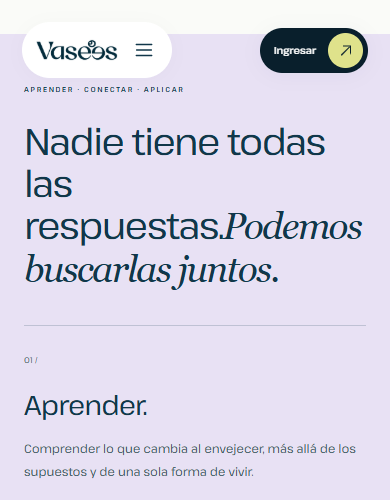 Vasees
Ingresar
APRENDER · CONECTAR · APLICAR
Nadie tiene todas
las
respuestas.Podemos
buscarlas juntos.
01 /
Aprender.
Comprender lo que cambia al envejecer, más allá de los
supuestos y de una sola forma de vivir.